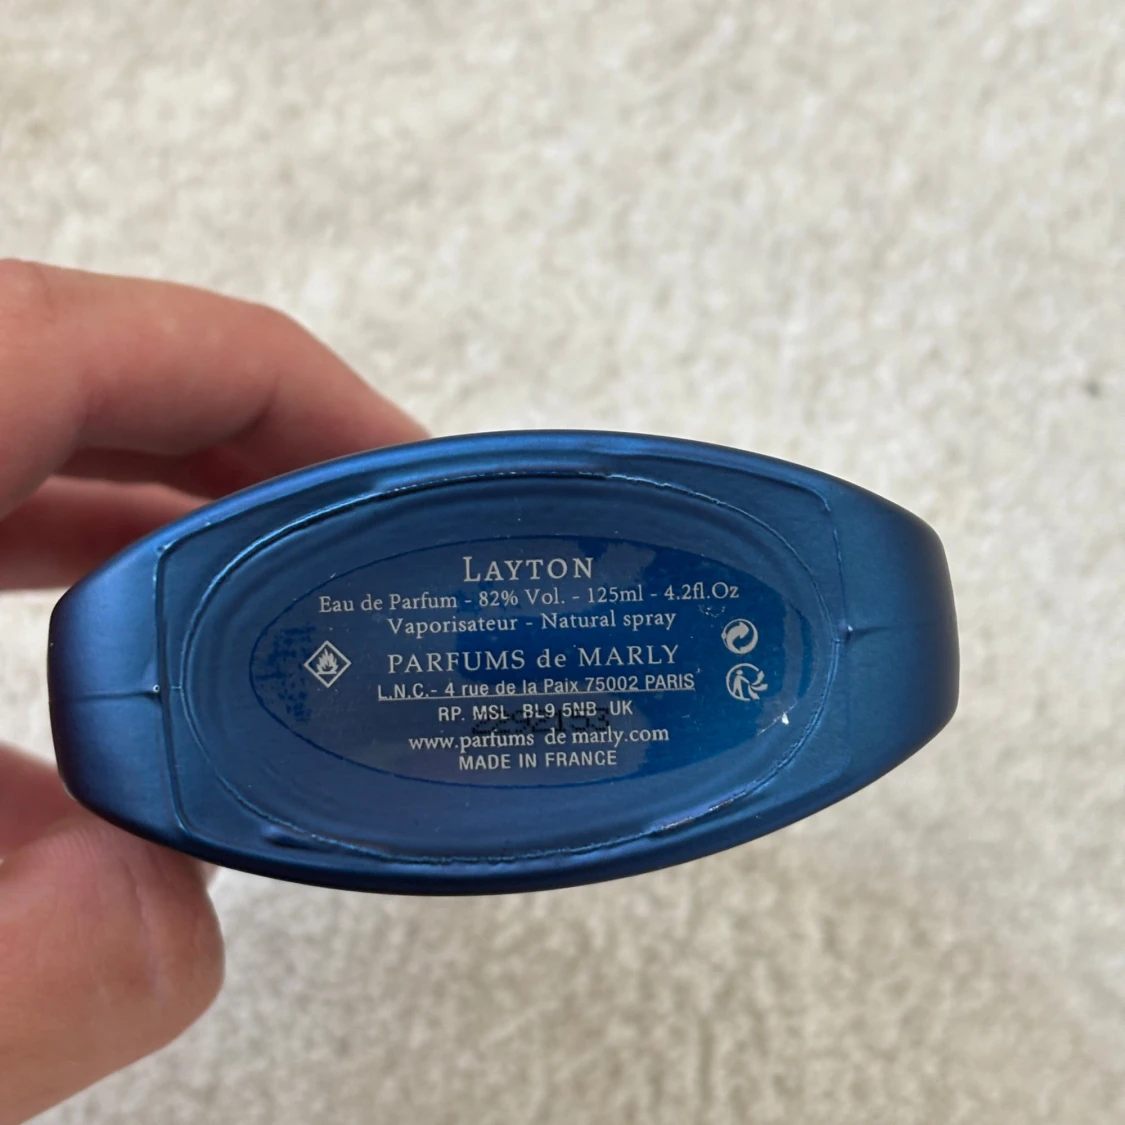 LAYTON
Eau de Parfum - 82% Vol. - 125ml - 4.2fl.Oz
Vaporisateur - Natural spray
PARFUMS de MARLY
L.N.C.- 4 rue de la Paix 75002 PARIS
RP. MSL BL9 5NB UK
www.parfums de marly.com
MADE IN FRANCE